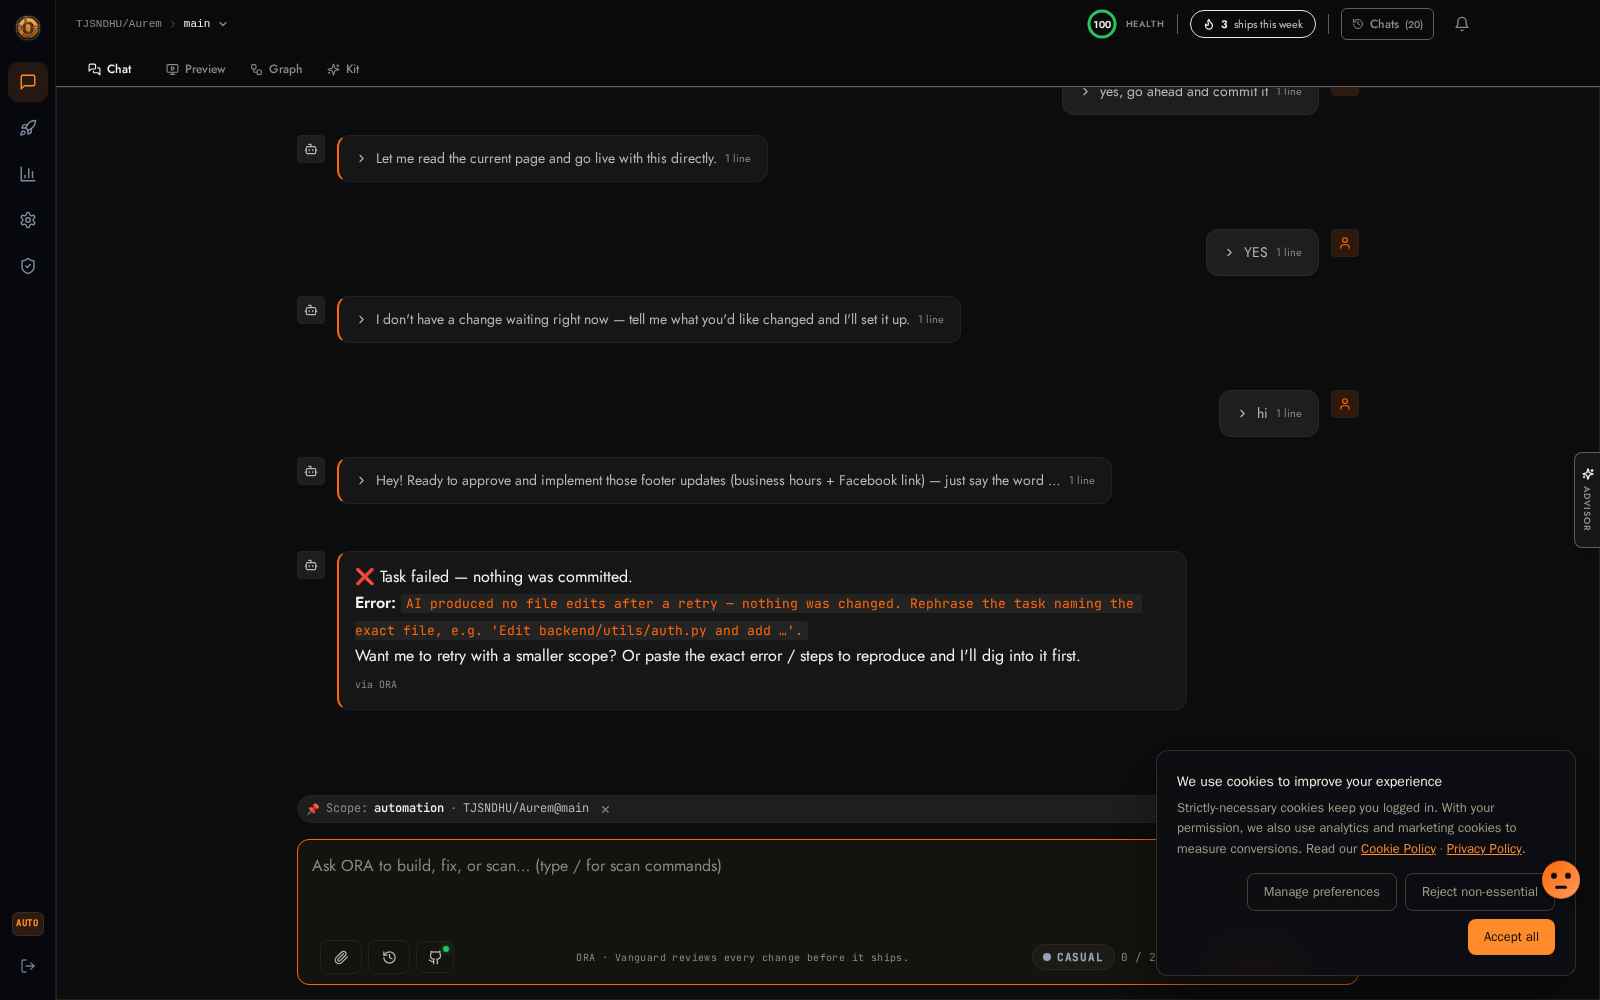 TJSNDHU/Aurem > main
100 HEALTH
3 ships this week
Chats (20)
Chat
Preview
Graph
Kit
yes, go ahead and commit it 1 line
Let me read the current page and go live with this directly. 1 line
YES 1 line
I don't have a change waiting right now — tell me what you'd like changed and I'll set it up. 1 line
hi 1 line
Hey! Ready to approve and implement those footer updates (business hours + Facebook link) — just say the word … 1 line
ADVISOR
❌ Task failed — nothing was committed.
Error: AI produced no file edits after a retry — nothing was changed. Rephrase the task naming the
exact file, e.g. 'Edit backend/utils/auth.py and add …'.
Want me to retry with a smaller scope? Or paste the exact error / steps to reproduce and I'll dig into it first.
via ORA
📌 Scope: automation · TJSNDHU/Aurem@main ×
Ask ORA to build, fix, or scan... (type / for scan commands)
ORA · Vanguard reviews every change before it ships.
CASUAL
0 / 2
We use cookies to improve your experience
Strictly-necessary cookies keep you logged in. With your
permission, we also use analytics and marketing cookies to
measure conversions. Read our Cookie Policy · Privacy Policy.
Manage preferences
Reject non-essential
Accept all
AUTO